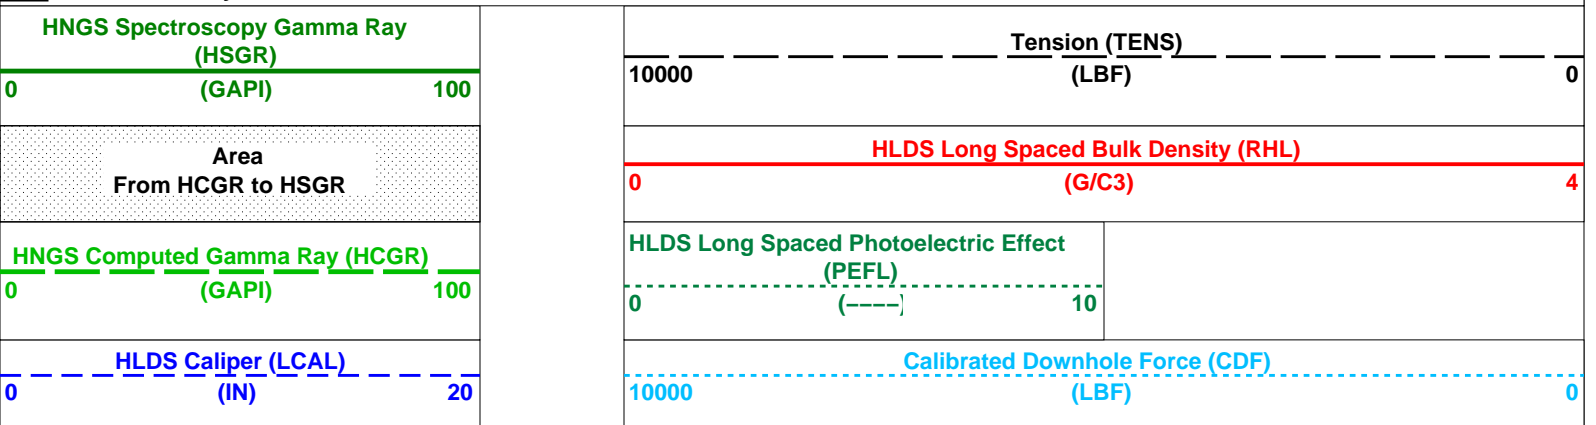 HNGS Spectroscopy Gamma Ray
(HSGR)
0 (GAPI) 100
Area
From HCGR to HSGR
HNGS Computed Gamma Ray (HCGR)
0 (GAPI) 100
HLDS Caliper (LCAL)
0 (IN) 20
Tension (TENS)
10000 (LBF) 0
HLDS Long Spaced Bulk Density (RHL)
0 (G/C3) 4
HLDS Long Spaced Photoelectric Effect
(PEFL)
0 (----) 10
Calibrated Downhole Force (CDF)
10000 (LBF) 0